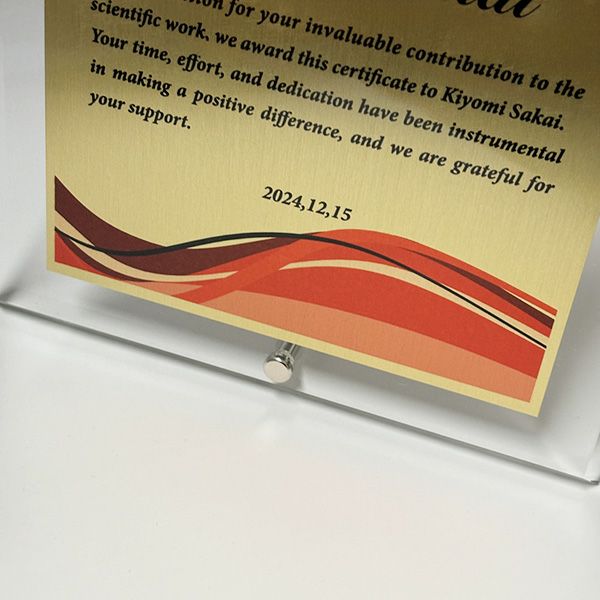 for your invaluable contribution to the
scientific work, we award this certificate to Kiyomi Sakai.
Your time, effort, and dedication have been instrumental
in making a positive difference, and we are grateful for
your support.
2024,12,15